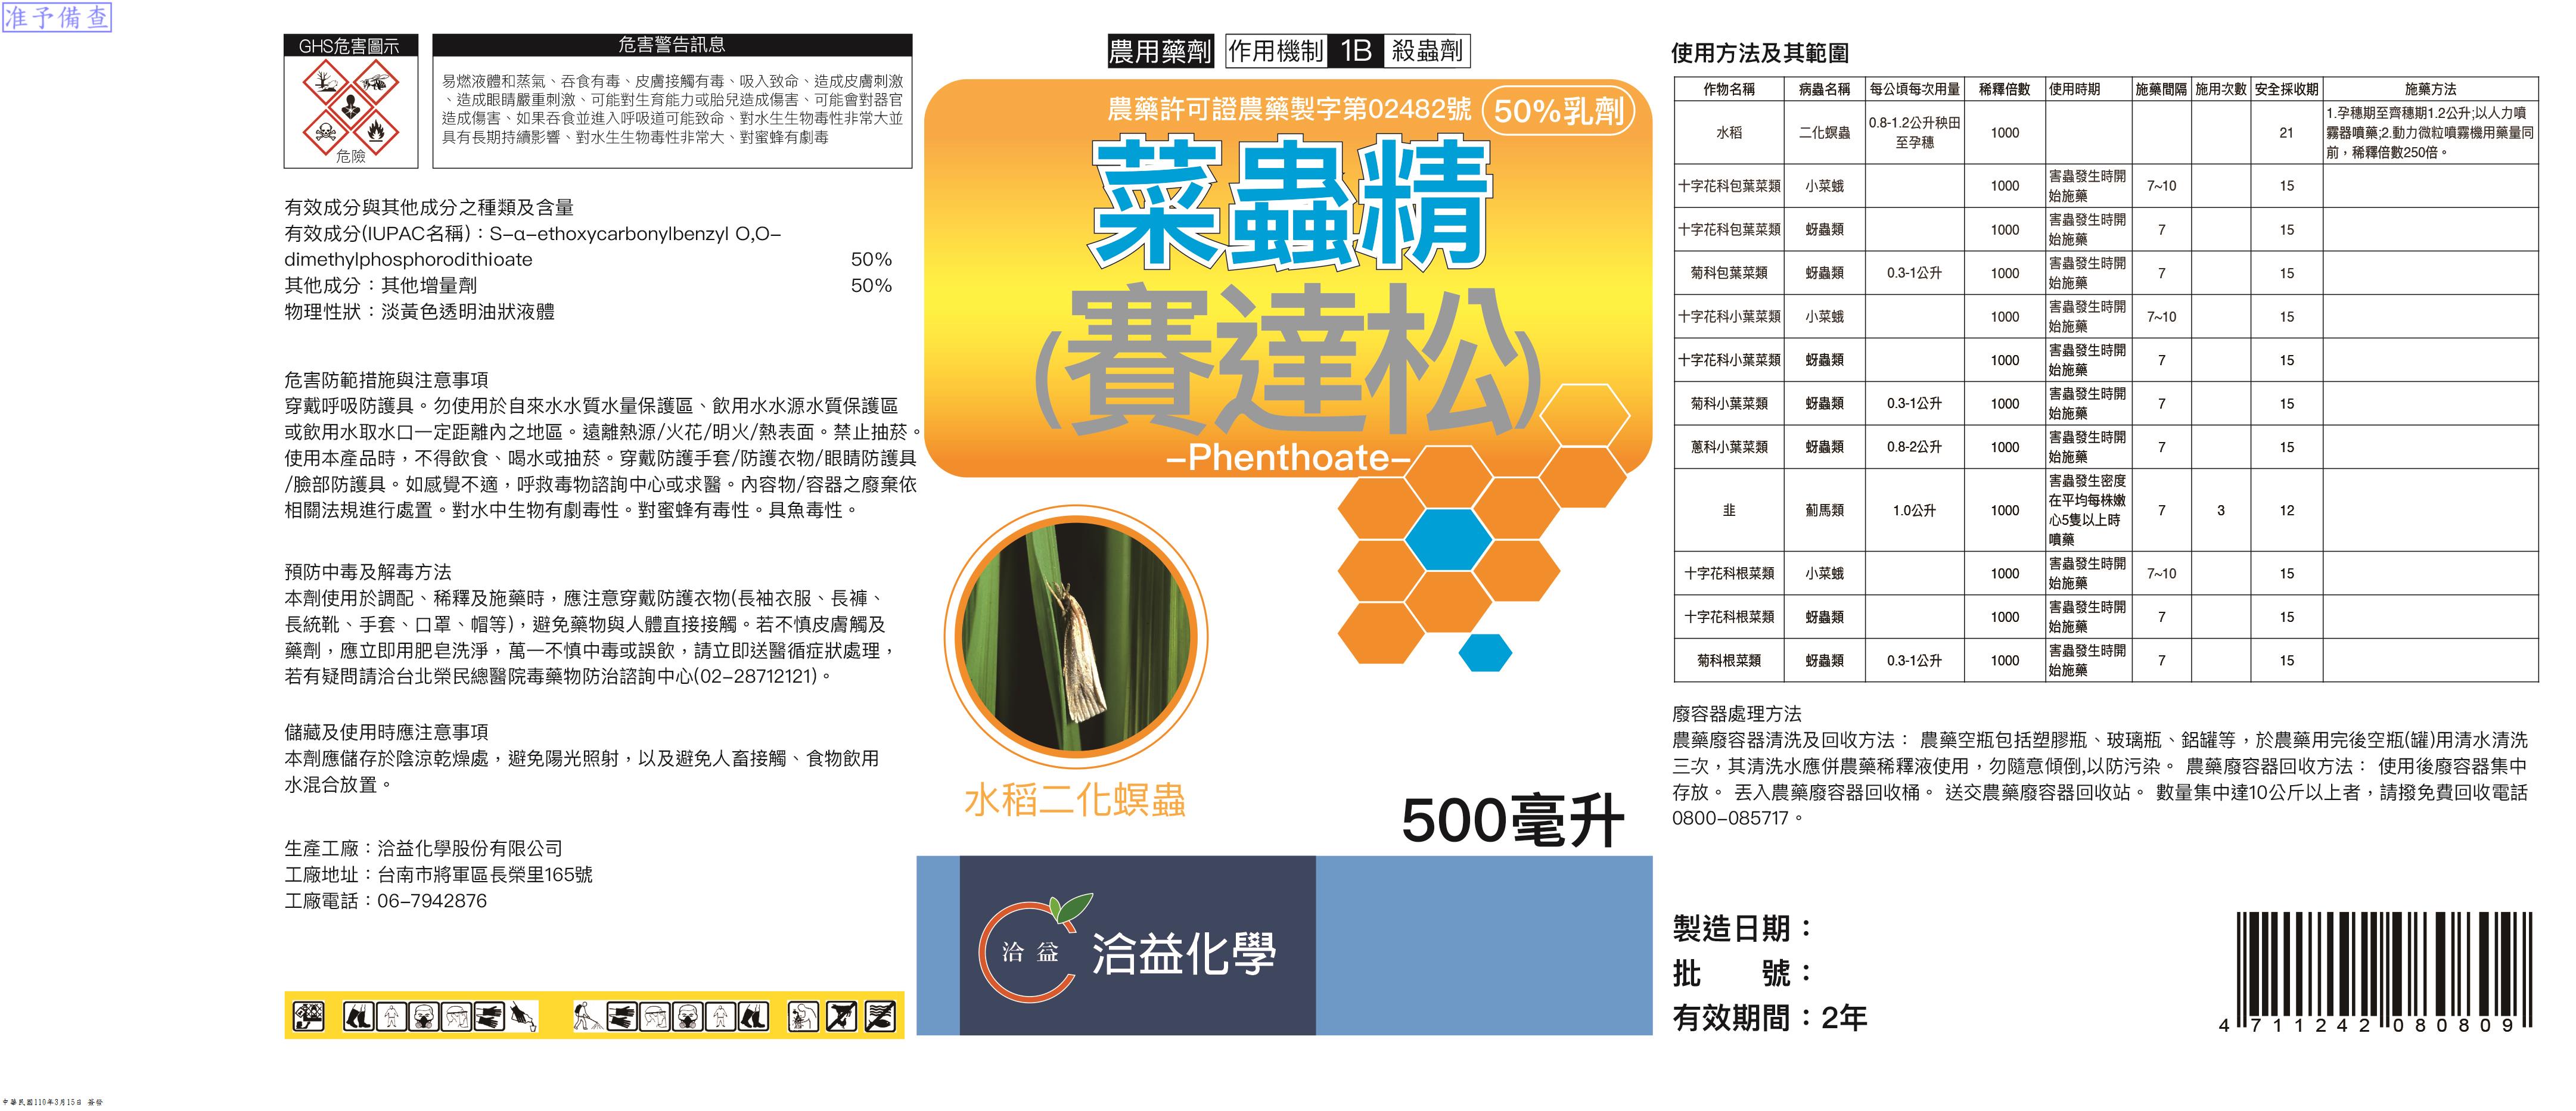 准予備查
GHS危害圖示
危險
危害警告訊息
易燃液體和蒸氣、吞食有毒、皮膚接觸有毒、吸入致命、造成皮膚刺激
、造成眼睛嚴重刺激、可能對生育能力或胎兒造成傷害、可能會對器官
造成傷害、如果吞食並進入呼吸道可能致命、對水生生物毒性非常大並
具有長期持續影響、對水生生物毒性非常大、對蜜蜂有劇毒
有效成分與其他成分之種類及含量
有效成分(IUPAC名稱)：S–α–ethoxycarbonylbenzyl O,O–
dimethylphosphorodithioate 50%
其他成分：其他增量劑 50%
物理性狀：淡黃色透明油狀液體
危害防範措施與注意事項
穿戴呼吸防護具。勿使用於自來水水質水量保護區、飲用水水源水質保護區
或飲用水取水口一定距離內之地區。遠離熱源/火花/明火/熱表面。禁止抽菸。
使用本產品時，不得飲食、喝水或抽菸。穿戴防護手套/防護衣物/眼睛防護具
/臉部防護具。如感覺不適，呼救毒物諮詢中心或求醫。內容物/容器之廢棄依
相關法規進行處置。對水中生物有劇毒性。對蜜蜂有毒性。具魚毒性。
預防中毒及解毒方法
本劑使用於調配、稀釋及施藥時，應注意穿戴防護衣物(長袖衣服、長褲、
長統靴、手套、口罩、帽等)，避免藥物與人體直接接觸。若不慎皮膚觸及
藥劑，應立即用肥皂洗淨，萬一不慎中毒或誤飲，請立即送醫循症狀處理，
若有疑問請洽台北榮民總醫院毒藥物防治諮詢中心(02–28712121)。
儲藏及使用時應注意事項
本劑應儲存於陰涼乾燥處，避免陽光照射，以及避免人畜接觸、食物飲用
水混合放置。
生產工廠：洽益化學股份有限公司
工廠地址：台南市將軍區長榮里165號
工廠電話：06–7942876
農用藥劑 作用機制 1B 殺蟲劑
農藥許可證農藥製字第02482號 50%乳劑
菜蟲精
(賽達松)
–Phenthoate–
水稻二化螟蟲
500毫升
洽益 洽益化學
使用方法及其範圍
作物名稱 病蟲名稱 每公頃每次用量 稀釋倍數 使用時期 施藥間隔 施用次數 安全採收期 施藥方法
水稻 二化螟蟲 0.8-1.2公升秧田至孕穗 1000 21 1.孕穗期至齊穗期1.2公升;以人力噴霧器噴藥;2.動力微粒噴霧機用藥量同前，稀釋倍數250倍。
十字花科包葉菜類 小菜蛾 1000 害蟲發生時開始施藥 7~10 15
十字花科包葉菜類 蚜蟲類 1000 害蟲發生時開始施藥 7 15
菊科包葉菜類 蚜蟲類 0.3-1公升 1000 害蟲發生時開始施藥 7 15
十字花科小葉菜類 小菜蛾 1000 害蟲發生時開始施藥 7~10 15
十字花科小葉菜類 蚜蟲類 1000 害蟲發生時開始施藥 7 15
菊科小葉菜類 蚜蟲類 0.3-1公升 1000 害蟲發生時開始施藥 7 15
蔥科小葉菜類 蚜蟲類 0.8-2公升 1000 害蟲發生時開始施藥 7 15
韭 薊馬類 1.0公升 1000 害蟲發生密度在平均每株嫩心5隻以上時噴藥 7 3 12
十字花科根菜類 小菜蛾 1000 害蟲發生時開始施藥 7~10 15
十字花科根菜類 蚜蟲類 1000 害蟲發生時開始施藥 7 15
菊科根菜類 蚜蟲類 0.3-1公升 1000 害蟲發生時開始施藥 7 15
廢容器處理方法
農藥廢容器清洗及回收方法： 農藥空瓶包括塑膠瓶、玻璃瓶、鋁罐等，於農藥用完後空瓶(罐)用清水清洗
三次，其清洗水應併農藥稀釋液使用，勿隨意傾倒,以防污染。 農藥廢容器回收方法： 使用後廢容器集中
存放。 丟入農藥廢容器回收桶。 送交農藥廢容器回收站。 數量集中達10公斤以上者，請撥免費回收電話
0800–085717。
製造日期：
批　　號：
有效期間：2年
4 711242 080809
中華民國110年3月15日 簽發